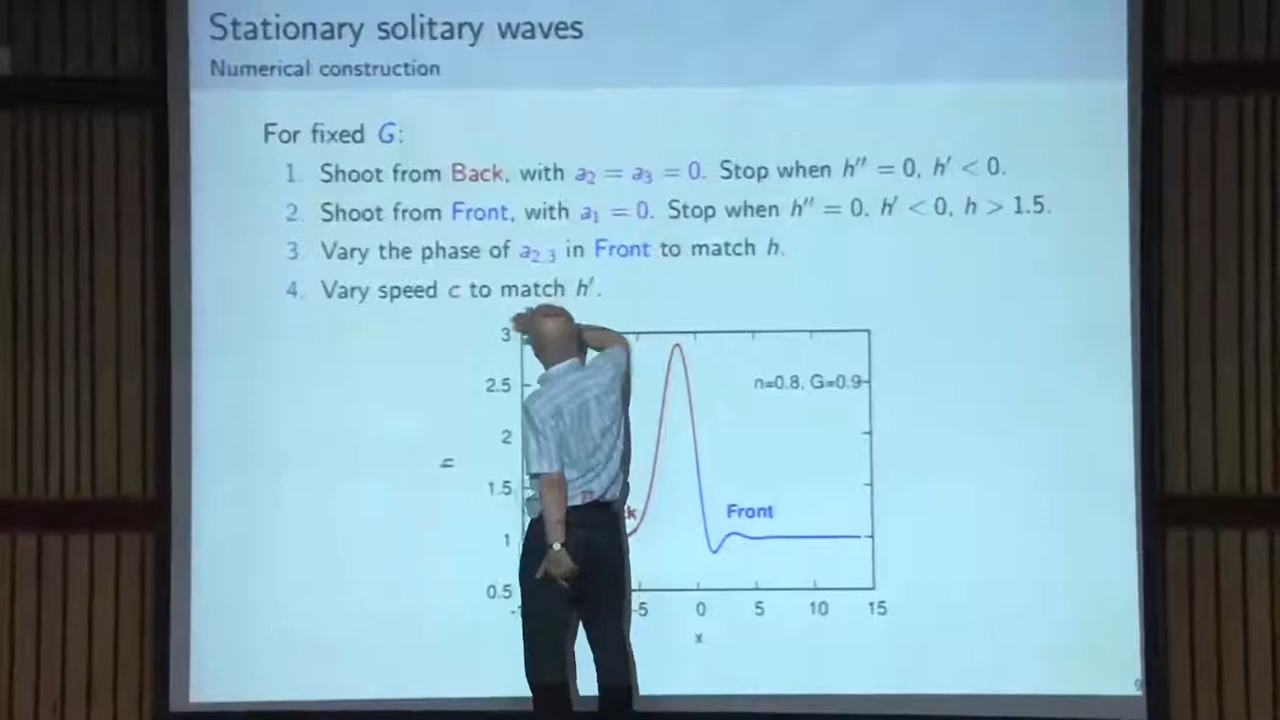 Stationary solitary waves
Numerical construction
For fixed G:
1. Shoot from Back, with a₂ = a₃ = 0. Stop when h″ = 0, h′ < 0.
2. Shoot from Front, with a₁ = 0. Stop when h″ = 0. h′ < 0, h > 1.5.
3. Vary the phase of a₂,₃ in Front to match h.
4. Vary speed c to match h′.
3
2.5
2
1.5
1
0.5
h
n=0.8, G=0.9
Front
-5
0
5
10
15
x
9